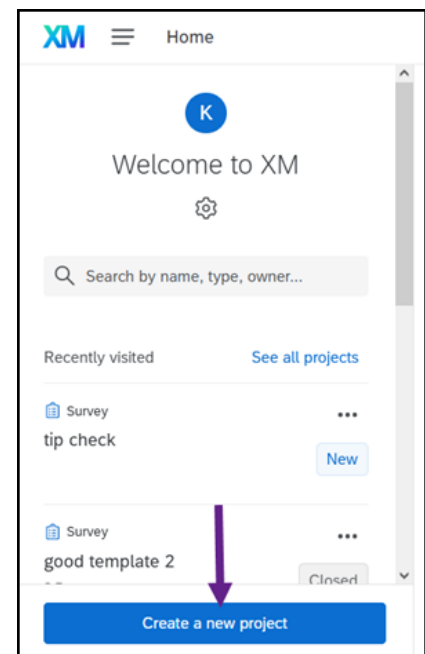 XM Home
K
Welcome to XM
Search by name, type, owner...
Recently visited See all projects
Survey
tip check
New
Survey
good template 2
Closed
Create a new project